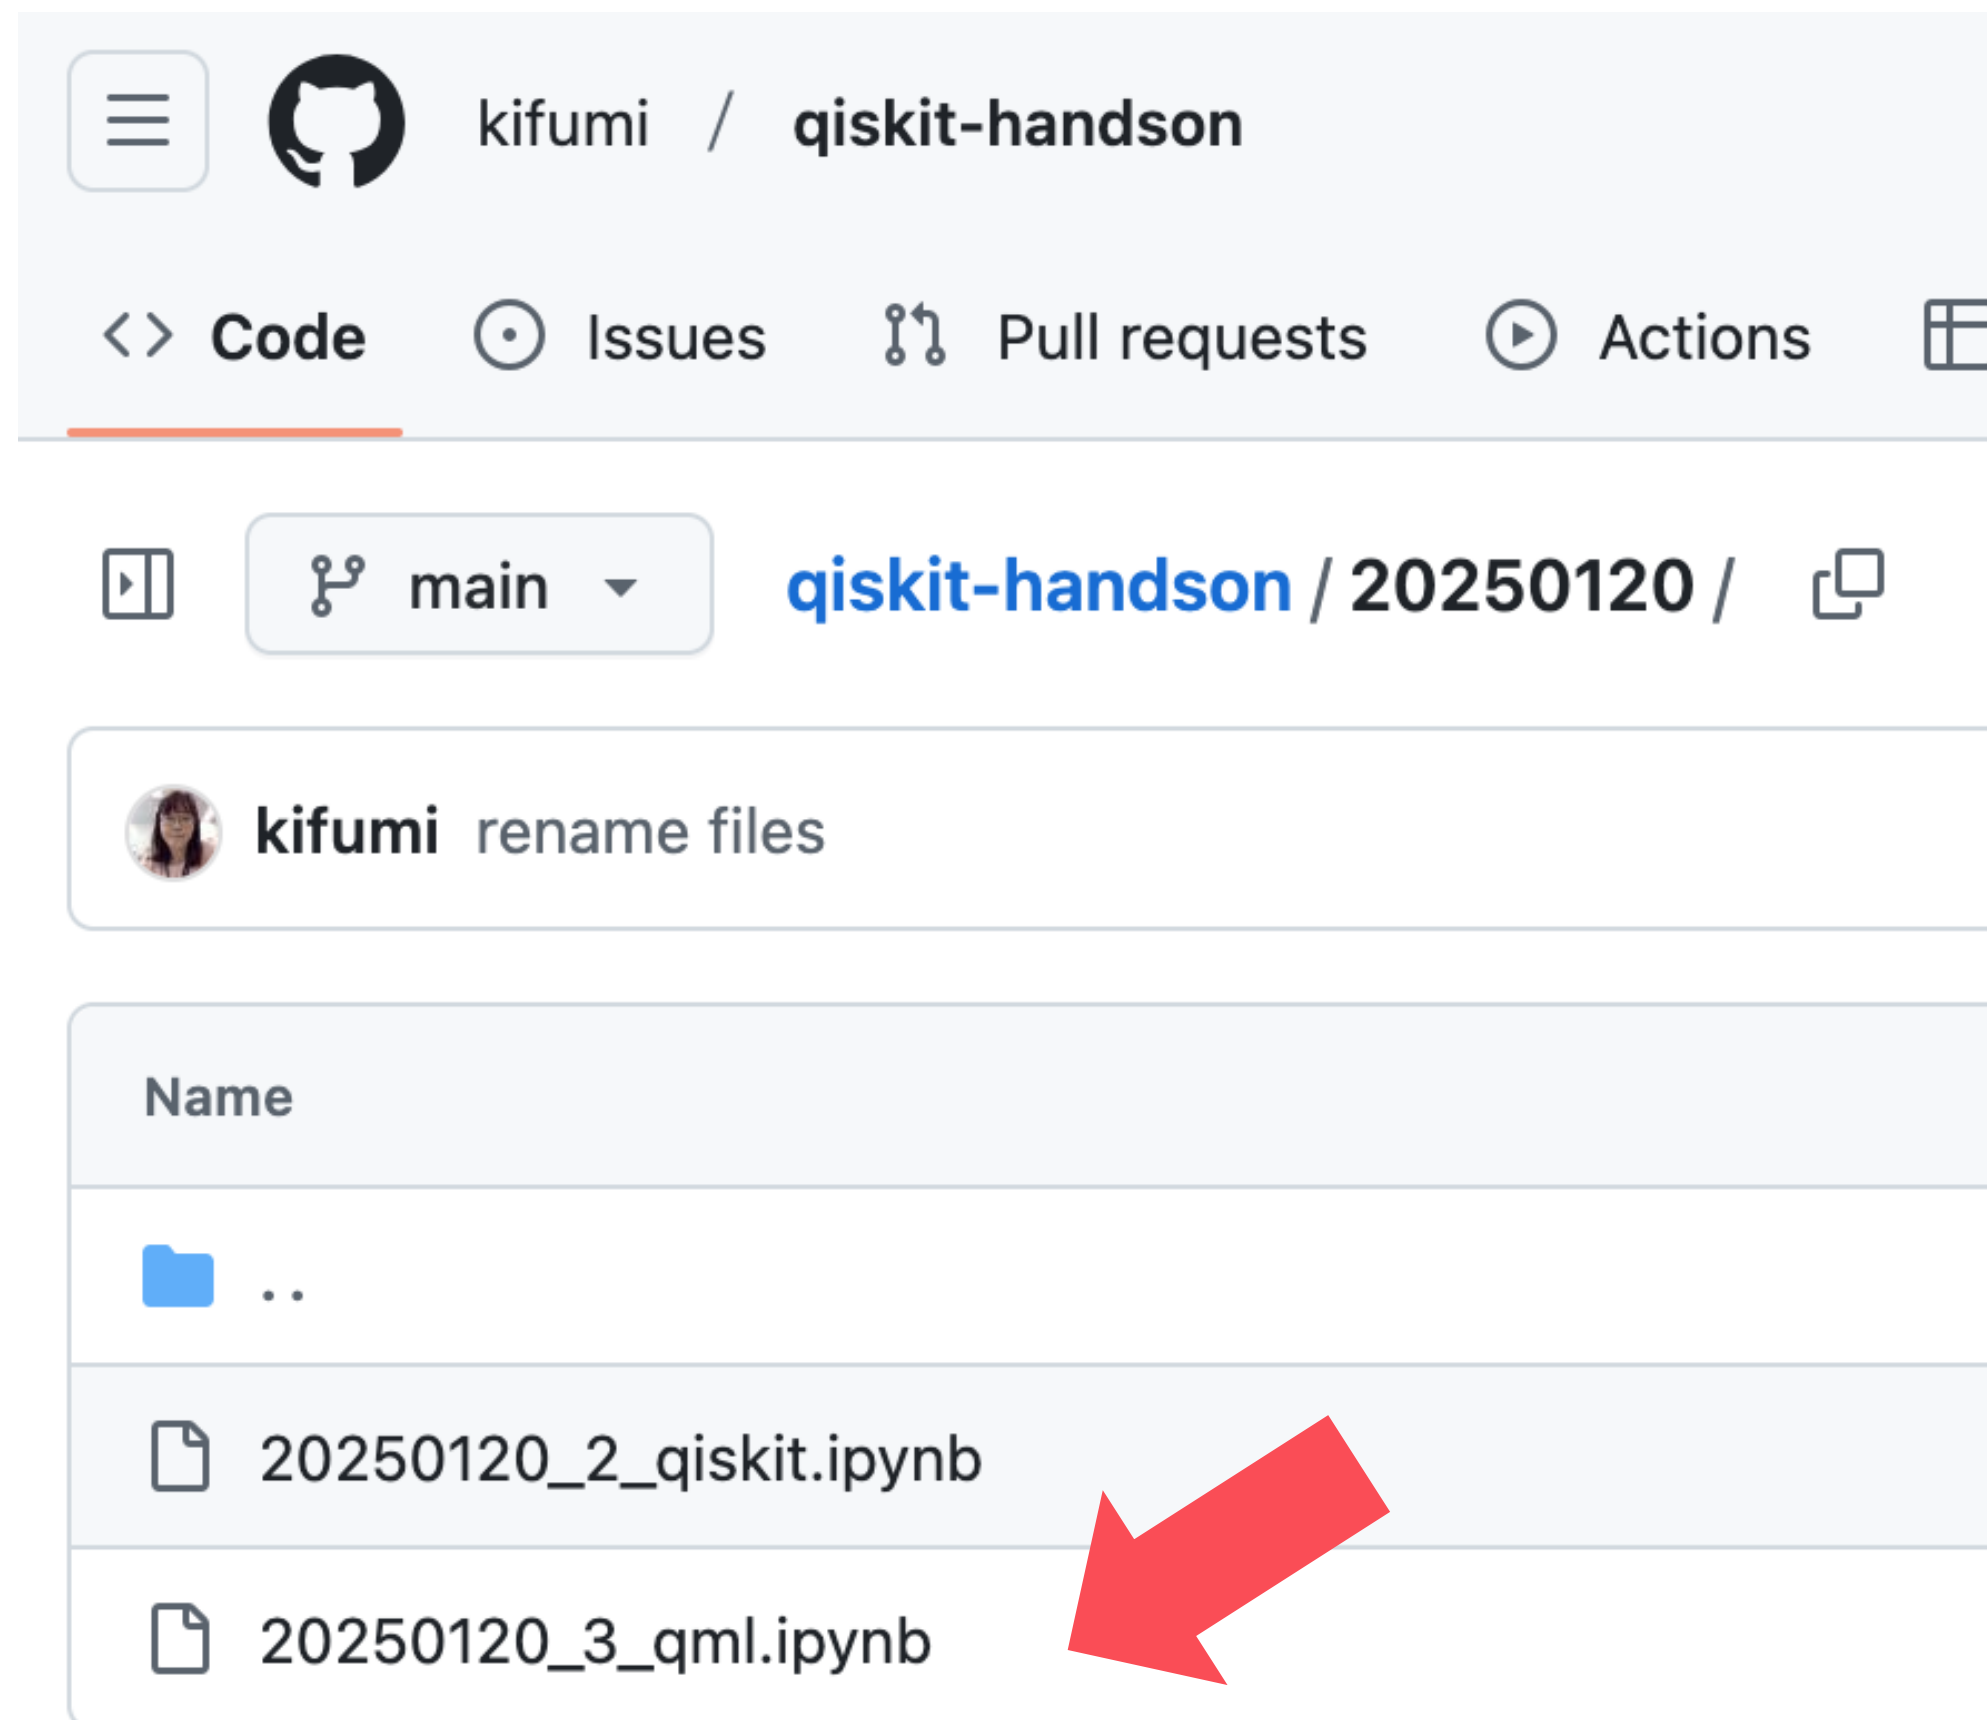 kifumi / qiskit-handson
Code Issues Pull requests Actions
main qiskit-handson / 20250120 /
kifumi rename files
Name
..
20250120_2_qiskit.ipynb
20250120_3_qml.ipynb